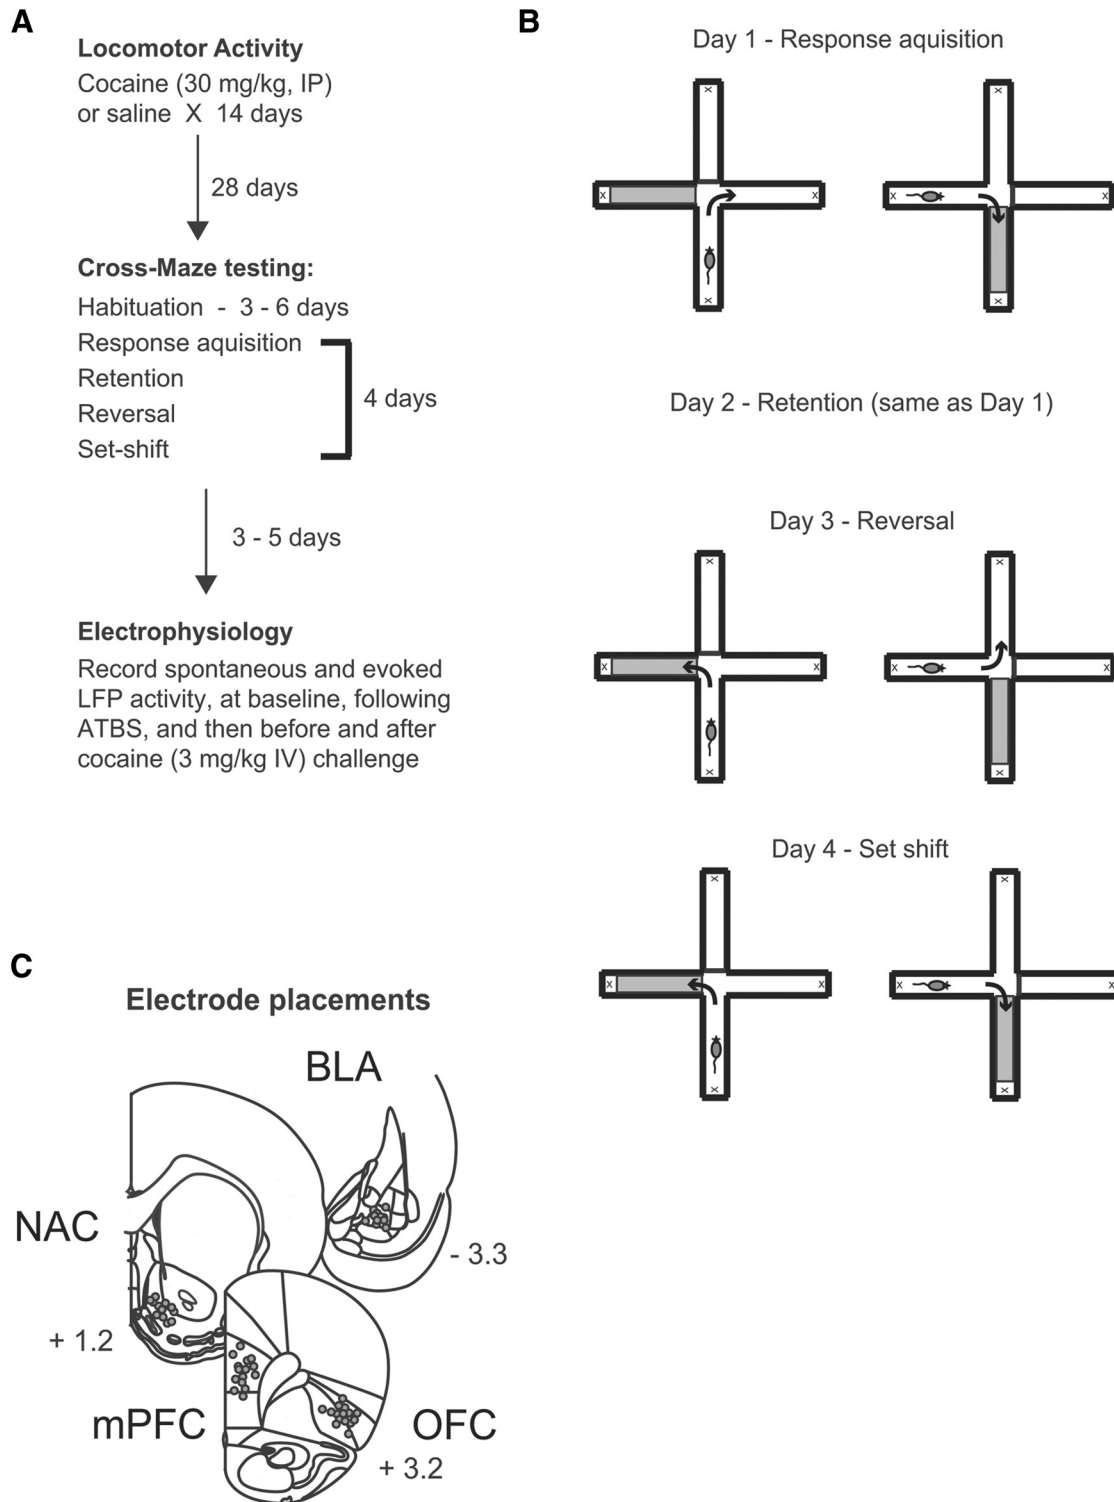 A
Locomotor Activity
Cocaine (30 mg/kg, IP)
or saline X 14 days
28 days
Cross-Maze testing:
Habituation - 3 - 6 days
Response aquisition
Retention
Reversal
Set-shift
4 days
3 - 5 days
Electrophysiology
Record spontaneous and evoked
LFP activity, at baseline, following
ATBS, and then before and after
cocaine (3 mg/kg IV) challenge
B
Day 1 - Response aquisition
x x
x x x x
x x
Day 2 - Retention (same as Day 1)
Day 3 - Reversal
x x
x x x x
x x
Day 4 - Set shift
x x
x x x x
x x
C
Electrode placements
BLA
NAC
- 3.3
+ 1.2
mPFC
OFC
+ 3.2